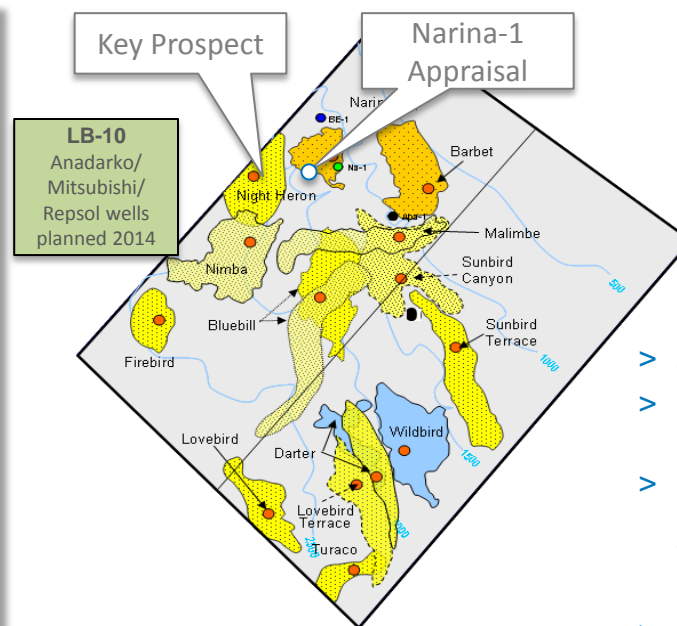 Key Prospect
Narina-1
Appraisal
LB-10
Anadarko/
Mitsubishi/
Repsol wells
planned 2014
BE-1
Na-1
Barbet
Night Heron
Malimbe
Nimba
Sunbird
Canyon
500
Bluebill
Sunbird
Terrace
1000
Firebird
>
>
Wildbird
Lovebird
Darter
1500
>
Lovebird
Terrace
Turaco
2500